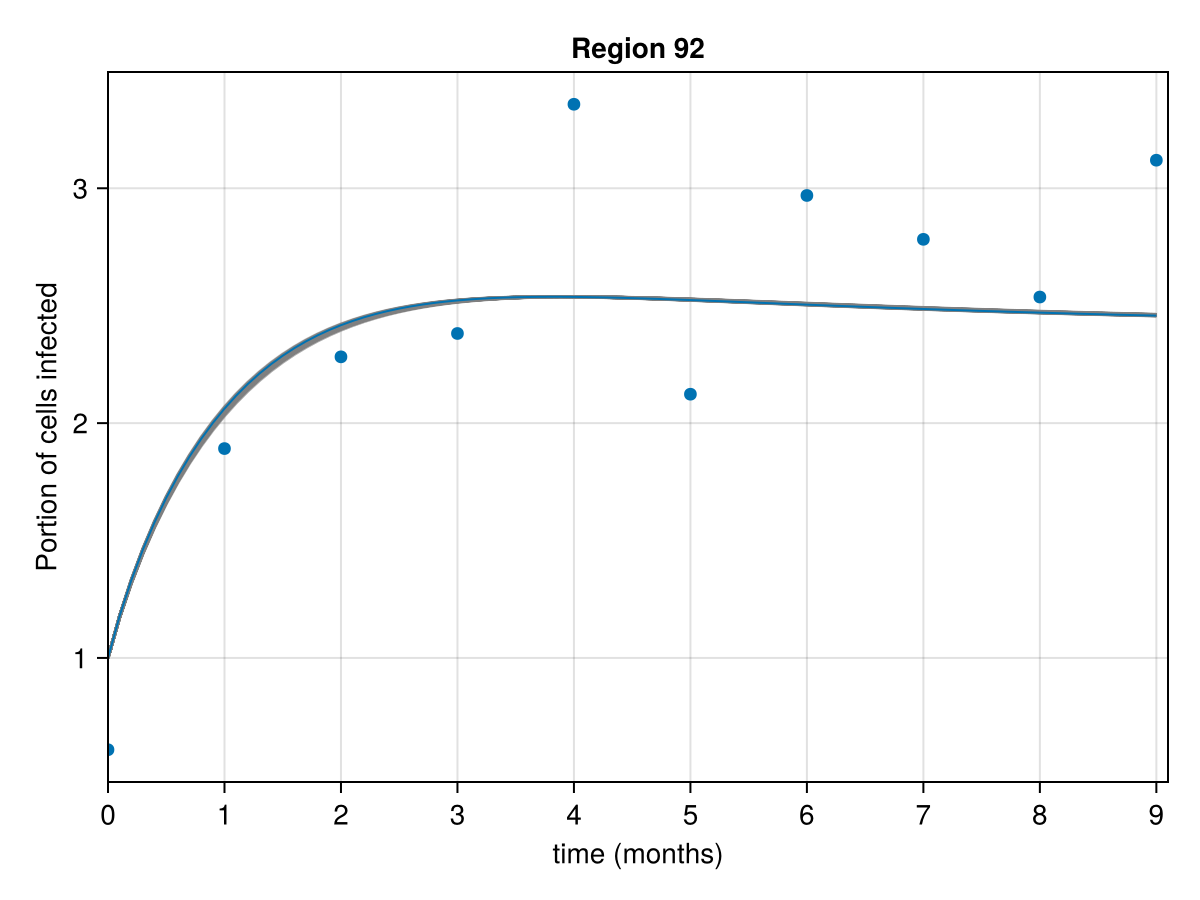 Region 92
Portion of cells infected
3
2
1
0 1 2 3 4 5 6 7 8 9
time (months)